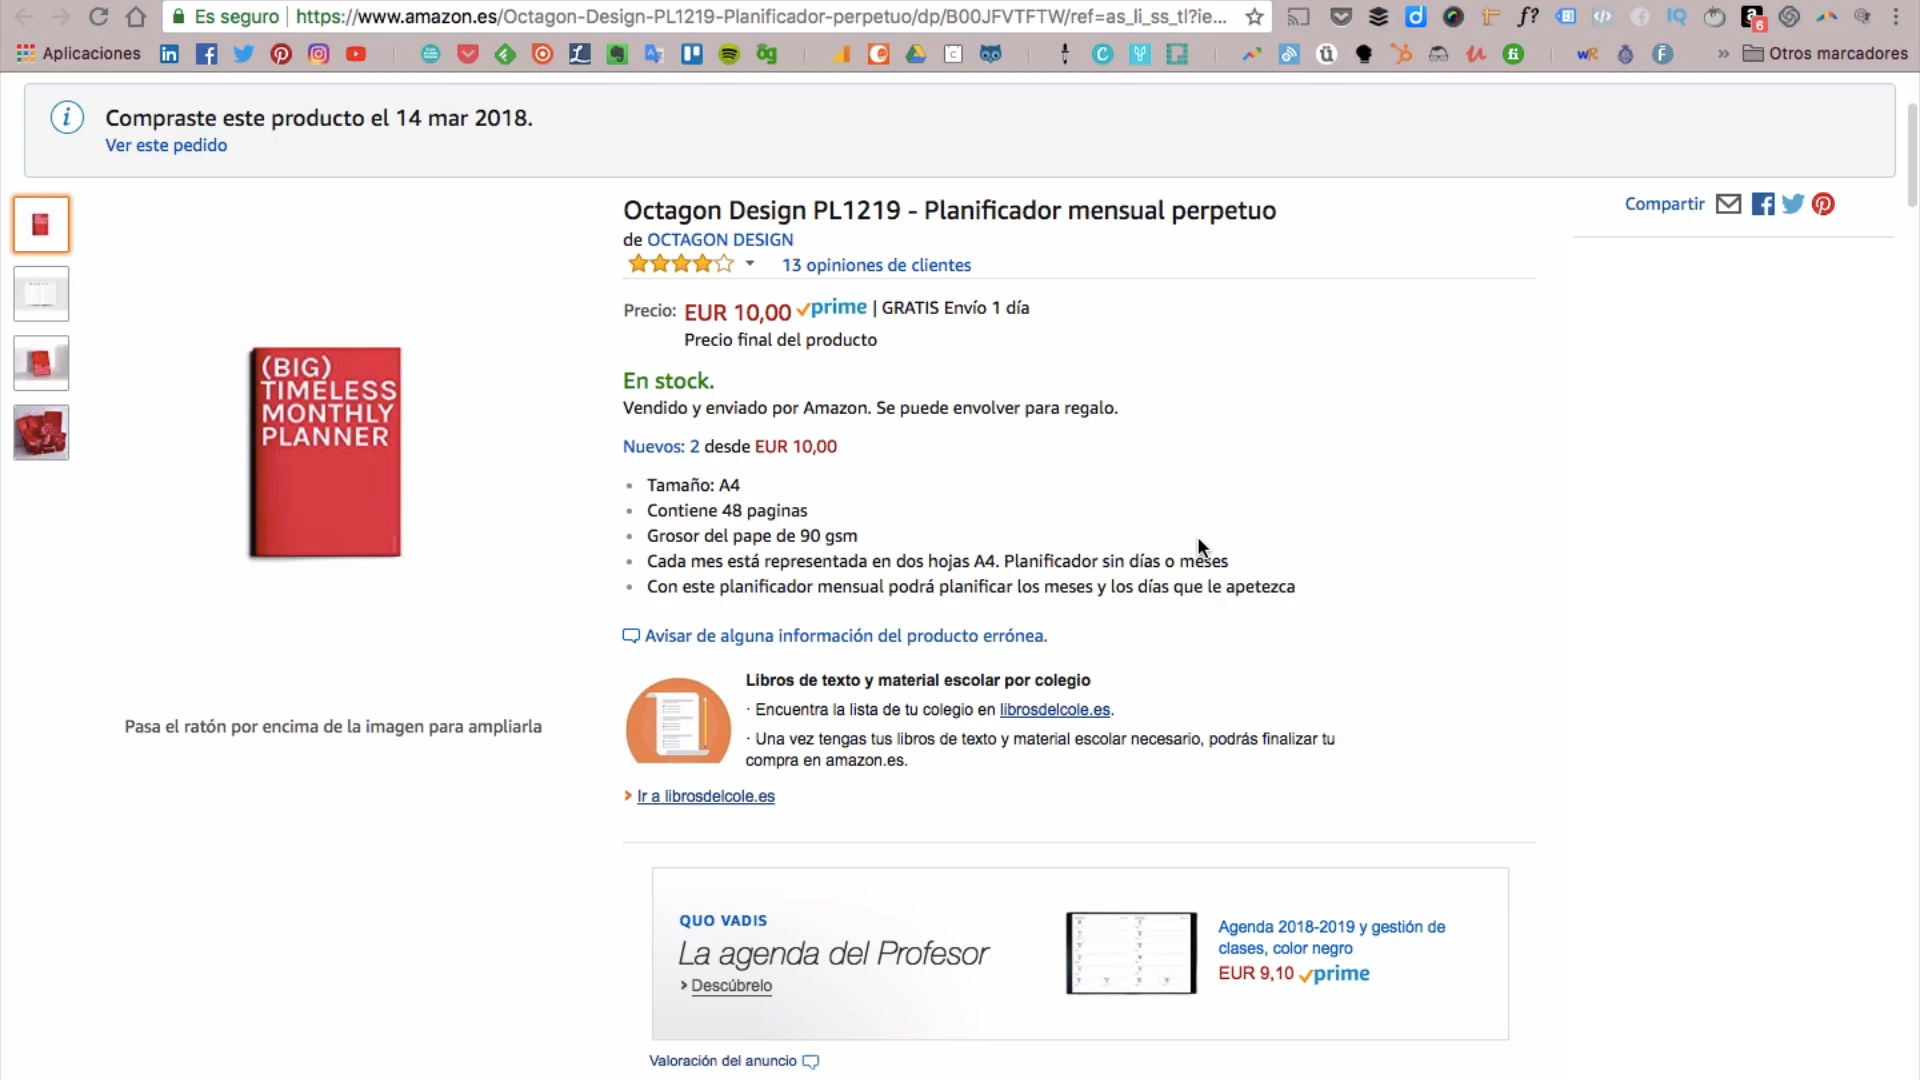 Es seguro
https://www.amazon.es/Octagon-Design-PL1219-Planificador-perpetuo/dp/B00JFVTFTW/ref=as_li_ss_tl?ie...
Aplicaciones
Otros marcadores
Compraste este producto el 14 mar 2018.
Ver este pedido
Octagon Design PL1219 - Planificador mensual perpetuo
de OCTAGON DESIGN
13 opiniones de clientes
Precio: EUR 10,00 prime | GRATIS Envío 1 día
Precio final del producto
En stock.
Vendido y enviado por Amazon. Se puede envolver para regalo.
Nuevos: 2 desde EUR 10,00
• Tamaño: A4
• Contiene 48 paginas
• Grosor del pape de 90 gsm
• Cada mes está representada en dos hojas A4. Planificador sin días o meses
• Con este planificador mensual podrá planificar los meses y los días que le apetezca
Avisar de alguna información del producto errónea.
Libros de texto y material escolar por colegio
· Encuentra la lista de tu colegio en librosdelcole.es.
· Una vez tengas tus libros de texto y material escolar necesario, podrás finalizar tu
compra en amazon.es.
› Ir a librosdelcole.es
(BIG)
TIMELESS
MONTHLY
PLANNER
Pasa el ratón por encima de la imagen para ampliarla
Compartir
QUO VADIS
La agenda del Profesor
› Descúbrelo
Agenda 2018-2019 y gestión de
clases, color negro
EUR 9,10 prime
Valoración del anuncio